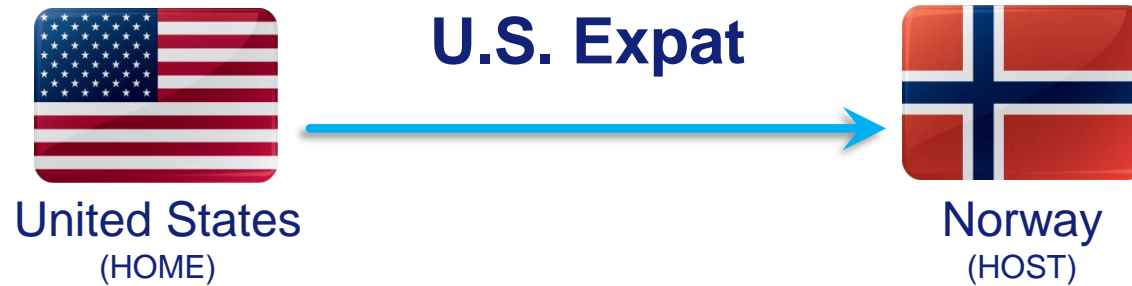 U.S. Expat
United States
(HOME)
Norway
(HOST)